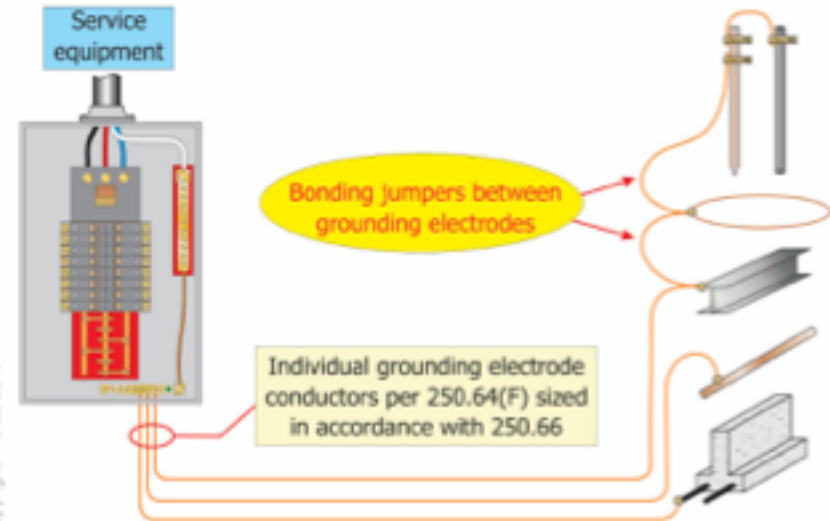 Service
equipment
Bonding jumpers between
grounding electrodes
Individual grounding electrode
conductors per 250.64(F) sized
in accordance with 250.66